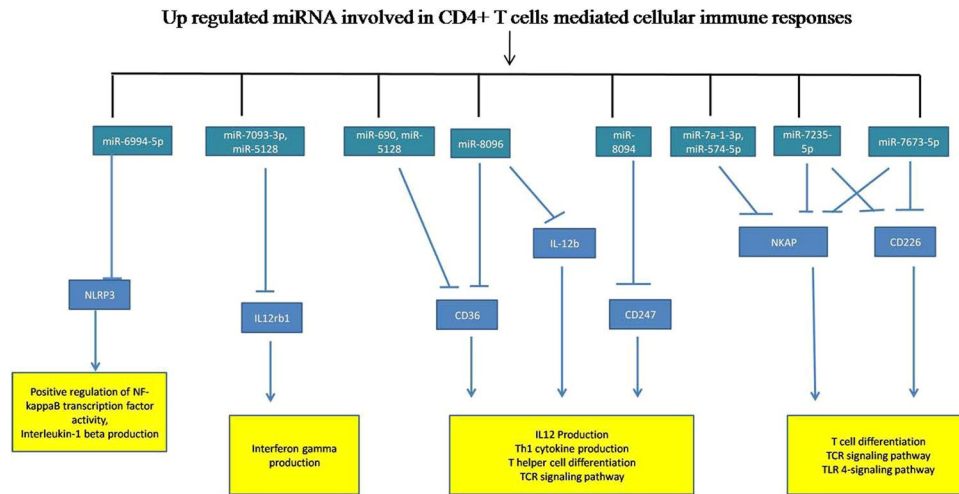 Up regulated miRNA involved in CD4+ T cells mediated cellular immune responses
miR-6994-5p
miR-7093-3p,
miR-5128
miR-690, miR-
5128
miR-8096
miR-
8094
miR-7a-1-3p,
miR-574-5p
miR-7235-
5p
miR-7673-5p
IL-12b
NKAP
CD226
NLRP3
IL12rb1
CD36
CD247
Positive regulation of NF-
kappaB transcription factor
activity,
Interleukin-1 beta production
Interferon gamma
production
IL12 Production
Th1 cytokine production
T helper cell differentiation
TCR signaling pathway
T cell differentiation
TCR signaling pathway
TLR 4-signaling pathway